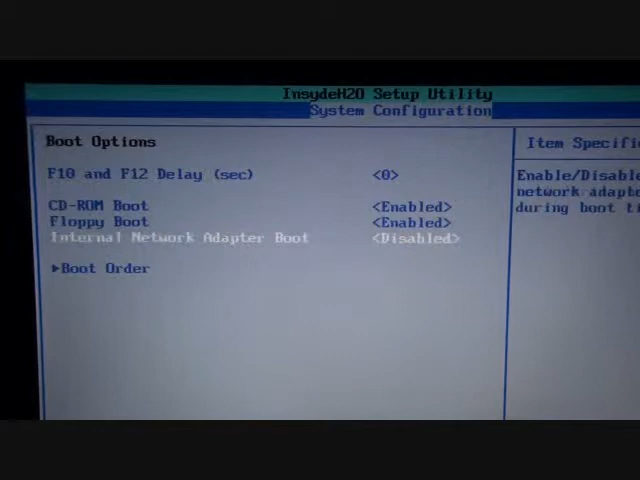 InsydeH2O Setup Utility
System Configuration
Boot Options
Item Specifi
F10 and F12 Delay (sec) <0>
Enable/Disable
network adapte
during boot ti
CD-ROM Boot <Enabled>
Floppy Boot <Enabled>
Internal Network Adapter Boot <Disabled>
▶Boot Order